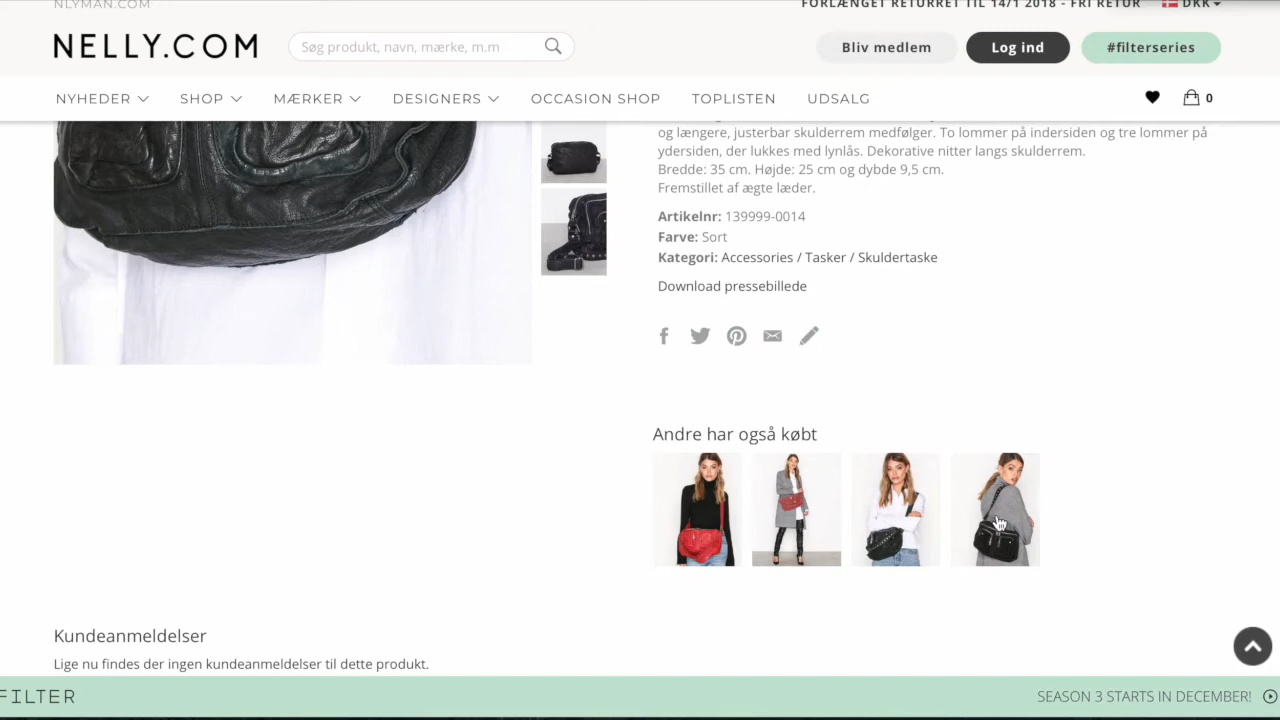 NLYMAN.COM
FORLÆNGET RETURRET TIL 14/1 2018 - FRI RETUR
DKK
NELLY.COM
Søg produkt, navn, mærke, m.m
Bliv medlem
Log ind
#filterseries
NYHEDER
SHOP
MÆRKER
DESIGNERS
OCCASION SHOP
TOPLISTEN
UDSALG
0
og længere, justerbar skulderrem medfølger. To lommer på indersiden og tre lommer på
ydersiden, der lukkes med lynlås. Dekorative nitter langs skulderrem.
Bredde: 35 cm. Højde: 25 cm og dybde 9,5 cm.
Fremstillet af ægte læder.
Artikelnr: 139999-0014
Farve: Sort
Kategori: Accessories / Tasker / Skuldertaske
Download pressebillede
Andre har også købt
Kundeanmeldelser
Lige nu findes der ingen kundeanmeldelser til dette produkt.
FILTER
SEASON 3 STARTS IN DECEMBER!